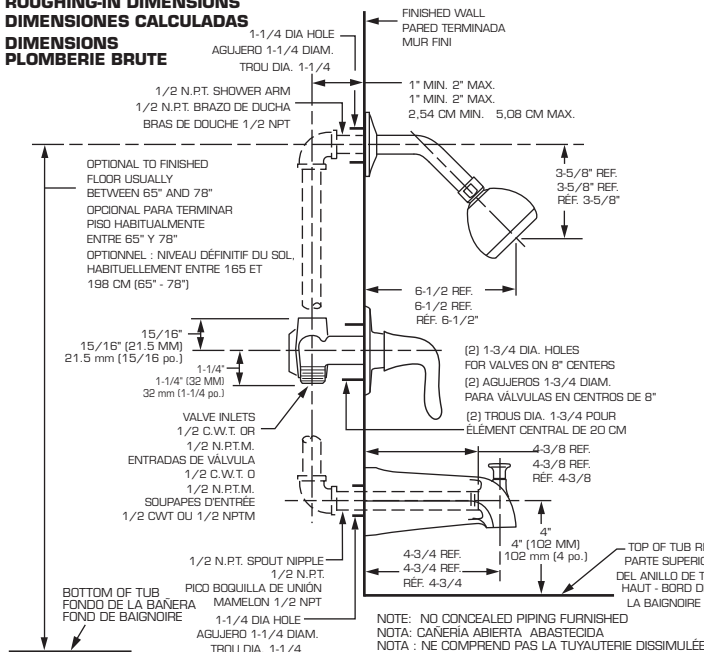 ROUGHING-IN DIMENSIONS
DIMENSIONES CALCULADAS
DIMENSIONS
PLOMBERIE BRUTE
FINISHED WALL
PARED TERMINADA
MUR FINI
1-1/4 DIA HOLE
AGUJERO 1-1/4 DIAM.
TROU DIA. 1-1/4
1/2 N.P.T. SHOWER ARM
1/2 N.P.T. BRAZO DE DUCHA
BRAS DE DOUCHE 1/2 NPT
1" MIN. 2" MAX.
1" MIN. 2" MAX.
2,54 CM MIN. 5,08 CM MAX.
OPTIONAL TO FINISHED
FLOOR USUALLY
BETWEEN 65" AND 78"
OPCIONAL PARA TERMINAR
PISO HABITUALMENTE
ENTRE 65" Y 78"
OPTIONNEL : NIVEAU DÉFINITIF DU SOL,
HABITUELLEMENT ENTRE 165 ET
198 CM (65" - 78")
3-5/8" REF.
3-5/8" REF.
RÉF. 3-5/8"
6-1/2 REF.
6-1/2 REF.
RÉF. 6-1/2"
15/16"
15/16" (21.5 MM)
21.5 mm (15/16 po.)
1-1/4"
1-1/4" (32 MM)
32 mm (1-1/4 po.)
(2) 1-3/4 DIA. HOLES
FOR VALVES ON 8" CENTERS
(2) AGUJEROS 1-3/4 DIAM.
PARA VÁLVULAS EN CENTROS DE 8"
(2) TROUS DIA. 1-3/4 POUR
ÉLÉMENT CENTRAL DE 20 CM
VALVE INLETS
1/2 C.W.T. OR
1/2 N.P.T.M.
ENTRADAS DE VÁLVULA
1/2 C.W.T. O
1/2 N.P.T.M.
SOUPAPES D'ENTRÉE
1/2 CWT OU 1/2 NPTM
4-3/8 REF.
4-3/8 REF.
RÉF. 4-3/8
4"
4" (102 MM)
102 mm (4 po.)
1/2 N.P.T. SPOUT NIPPLE
1/2 N.P.T.
PICO BOQUILLA DE UNIÓN
MAMELON 1/2 NPT
4-3/4 REF.
4-3/4 REF.
RÉF. 4-3/4
TOP OF TUB
PARTE SUPERIO
DEL ANILLO DE
HAUT - BORD
LA BAIGNOIRE
BOTTOM OF TUB
FONDO DE LA BAÑERA
FOND DE BAIGNOIRE
1-1/4 DIA HOLE
AGUJERO 1-1/4 DIAM.
TROU DIA. 1-1/4
NOTE: NO CONCEALED PIPING FURNISHED
NOTA: CAÑERÍA ABIERTA ABASTECIDA
NOTA : NE COMPREND PAS LA TUYAUTERIE DISSIMULÉE